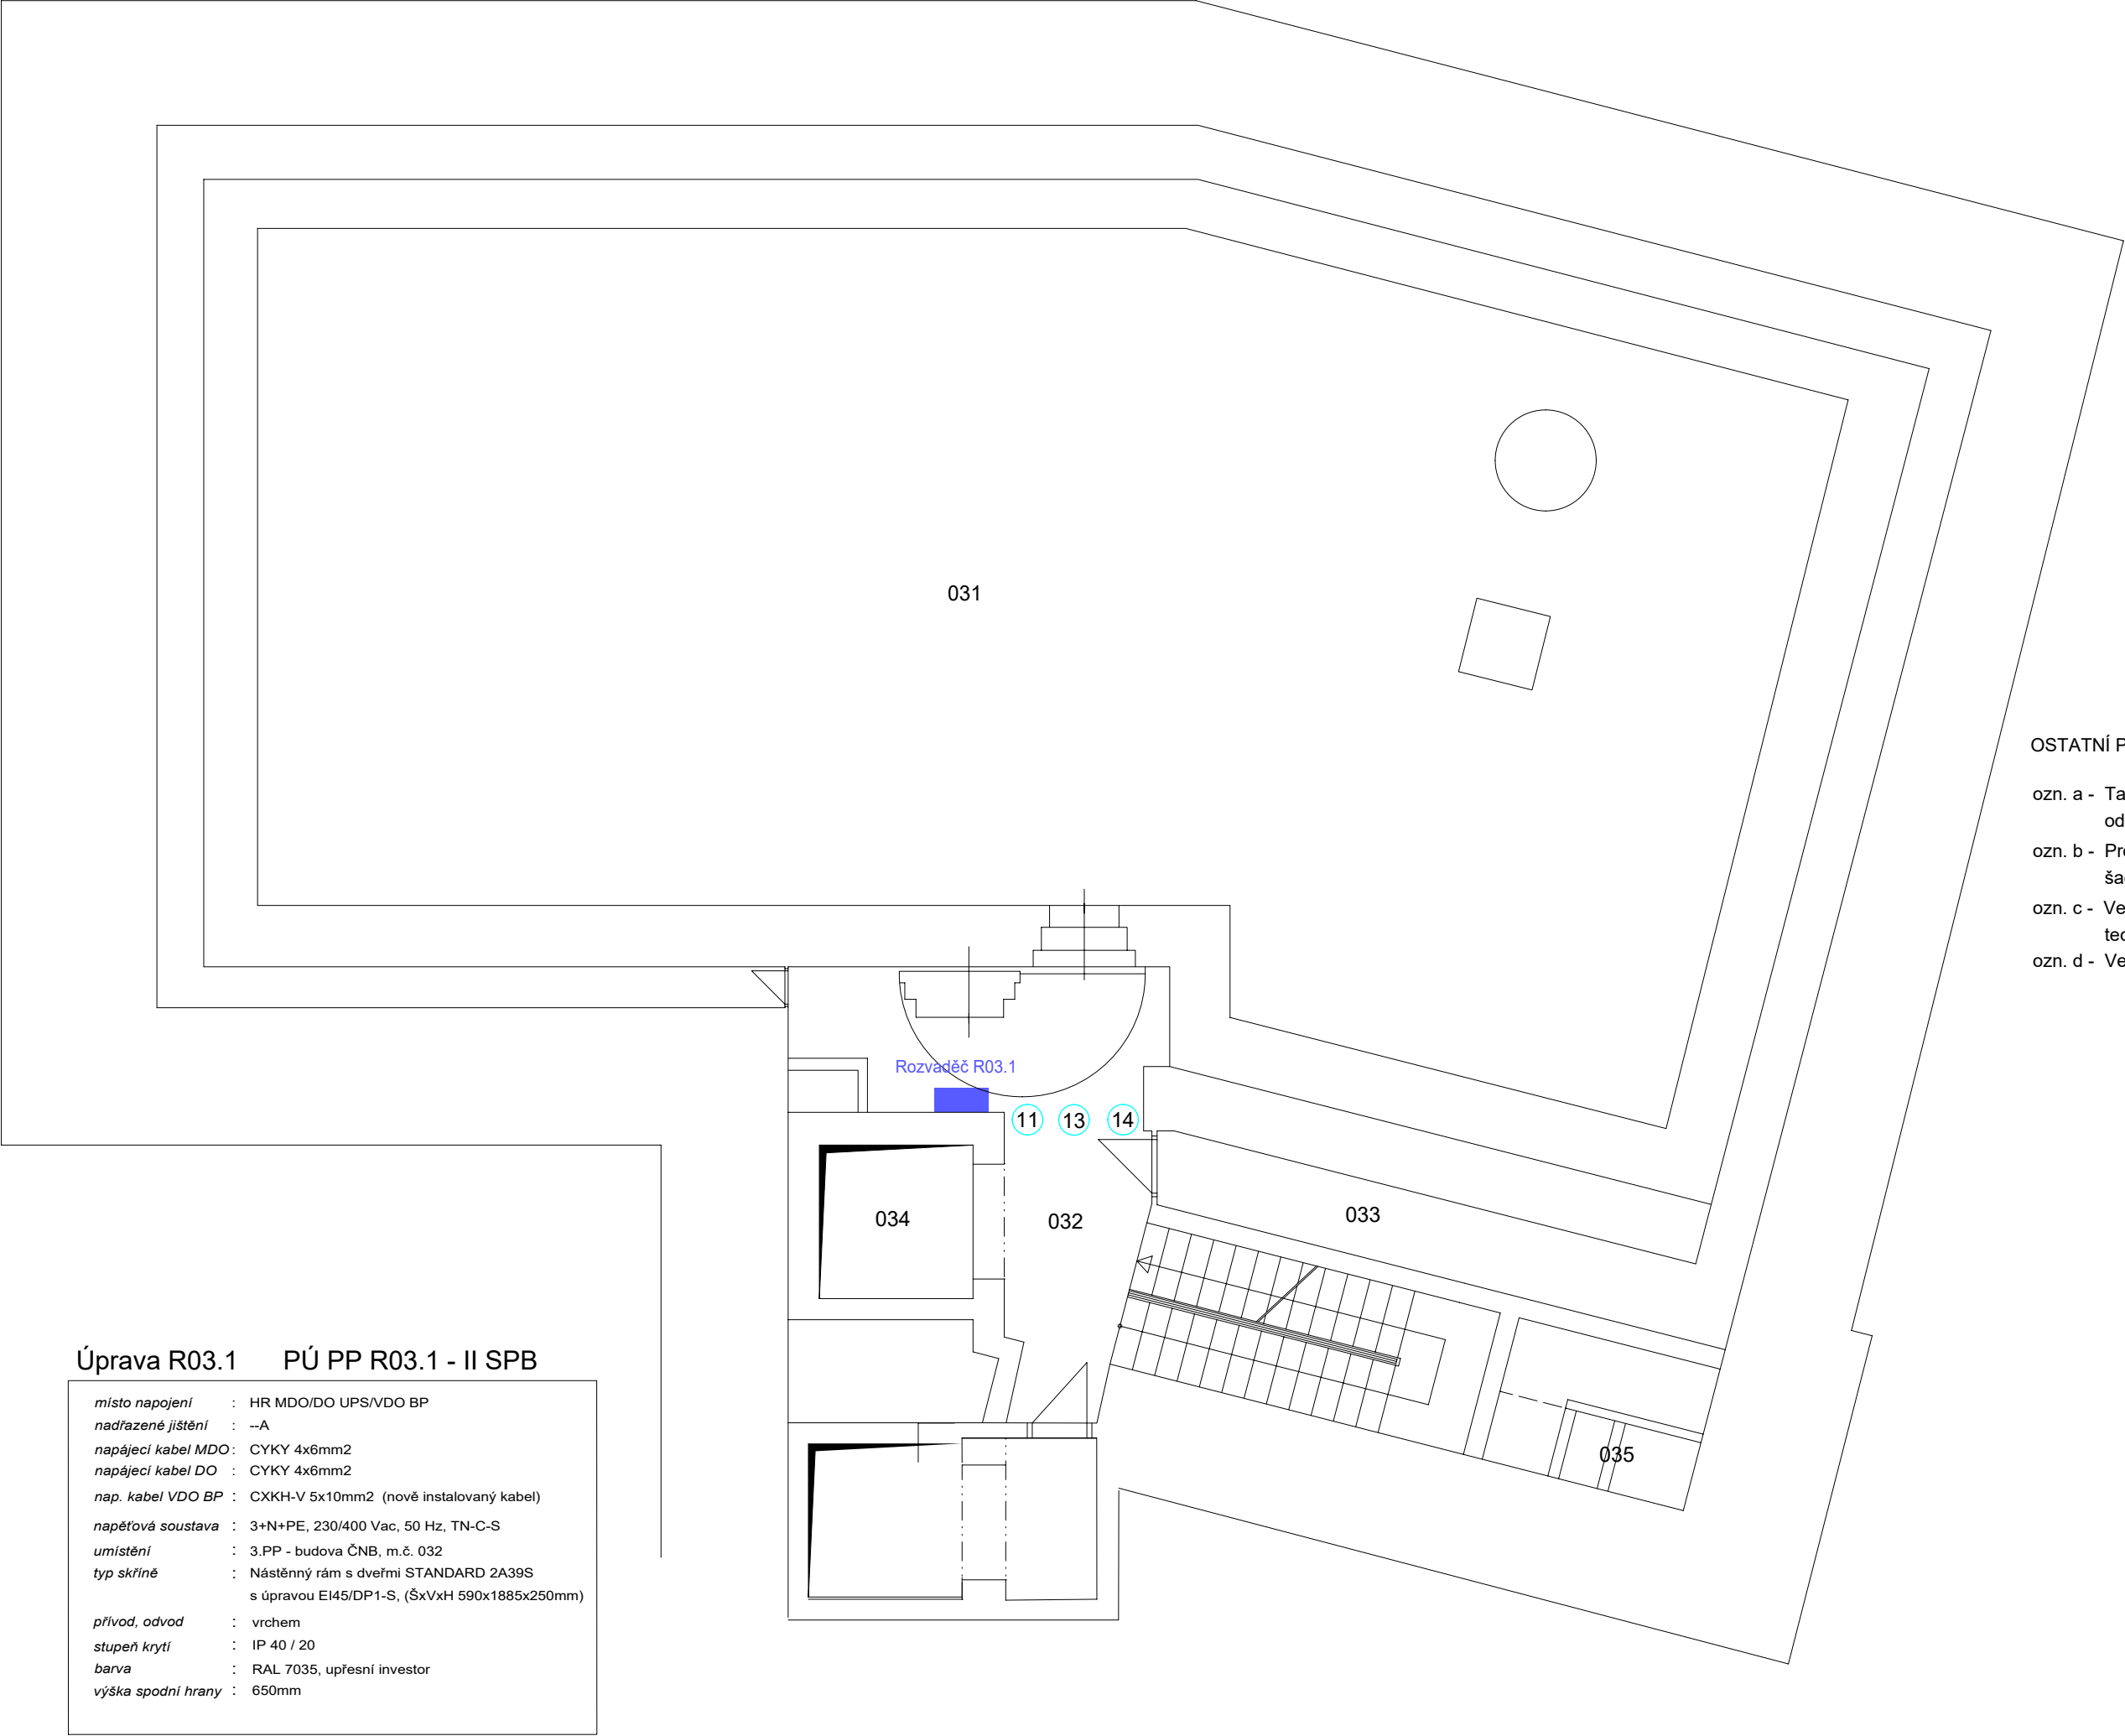 031
OSTATNÍ P
ozn. a - Ta
od
ozn. b - Pr
ša
ozn. c - Ve
tec
ozn. d - Ve
Rozvaděč R03.1
11 13 14
034
032
033
035
Úprava R03.1 PÚ PP R03.1 - II SPB
místo napojení : HR MDO/DO UPS/VDO BP
nadřazené jištění : --A
napájecí kabel MDO : CYKY 4x6mm2
napájecí kabel DO : CYKY 4x6mm2
nap. kabel VDO BP : CXKH-V 5x10mm2 (nově instalovaný kabel)
napěťová soustava : 3+N+PE, 230/400 Vac, 50 Hz, TN-C-S
umístění : 3.PP - budova ČNB, m.č. 032
typ skříně : Nástěnný rám s dveřmi STANDARD 2A39S
s úpravou EI45/DP1-S, (ŠxVxH 590x1885x250mm)
přívod, odvod : vrchem
stupeň krytí : IP 40 / 20
barva : RAL 7035, upřesní investor
výška spodní hrany : 650mm